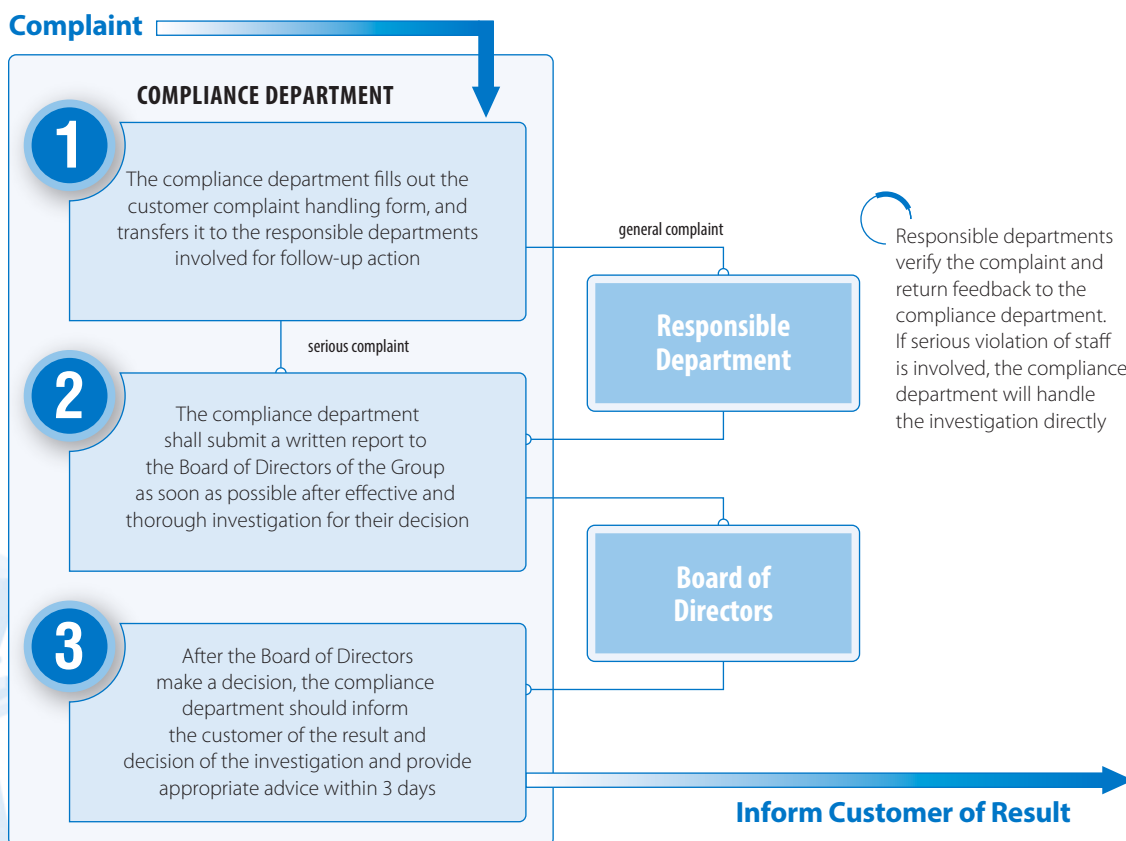 Complaint
COMPLIANCE DEPARTMENT
1
The compliance department fills out the
customer complaint handling form, and
transfers it to the responsible departments
involved for follow-up action
general complaint
Responsible
Department
Responsible departments
verify the complaint and
return feedback to the
compliance department.
If serious violation of staff
is involved, the compliance
department will handle
the investigation directly
serious complaint
2
The compliance department
shall submit a written report to
the Board of Directors of the Group
as soon as possible after effective and
thorough investigation for their decision
Board of
Directors
3
After the Board of Directors
make a decision, the compliance
department should inform
the customer of the result and
decision of the investigation and provide
appropriate advice within 3 days
Inform Customer of Result